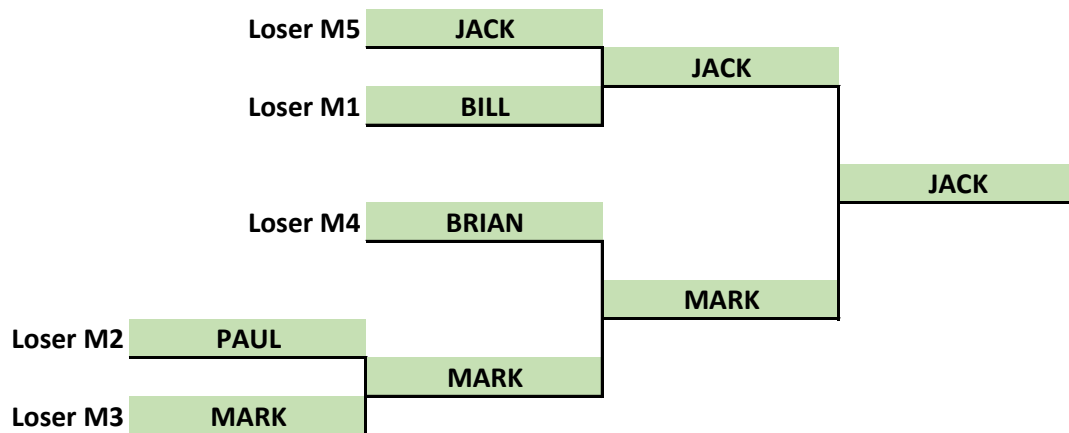 Loser M5 JACK
JACK
Loser M1 BILL
JACK
Loser M4 BRIAN
MARK
Loser M2 PAUL
MARK
Loser M3 MARK